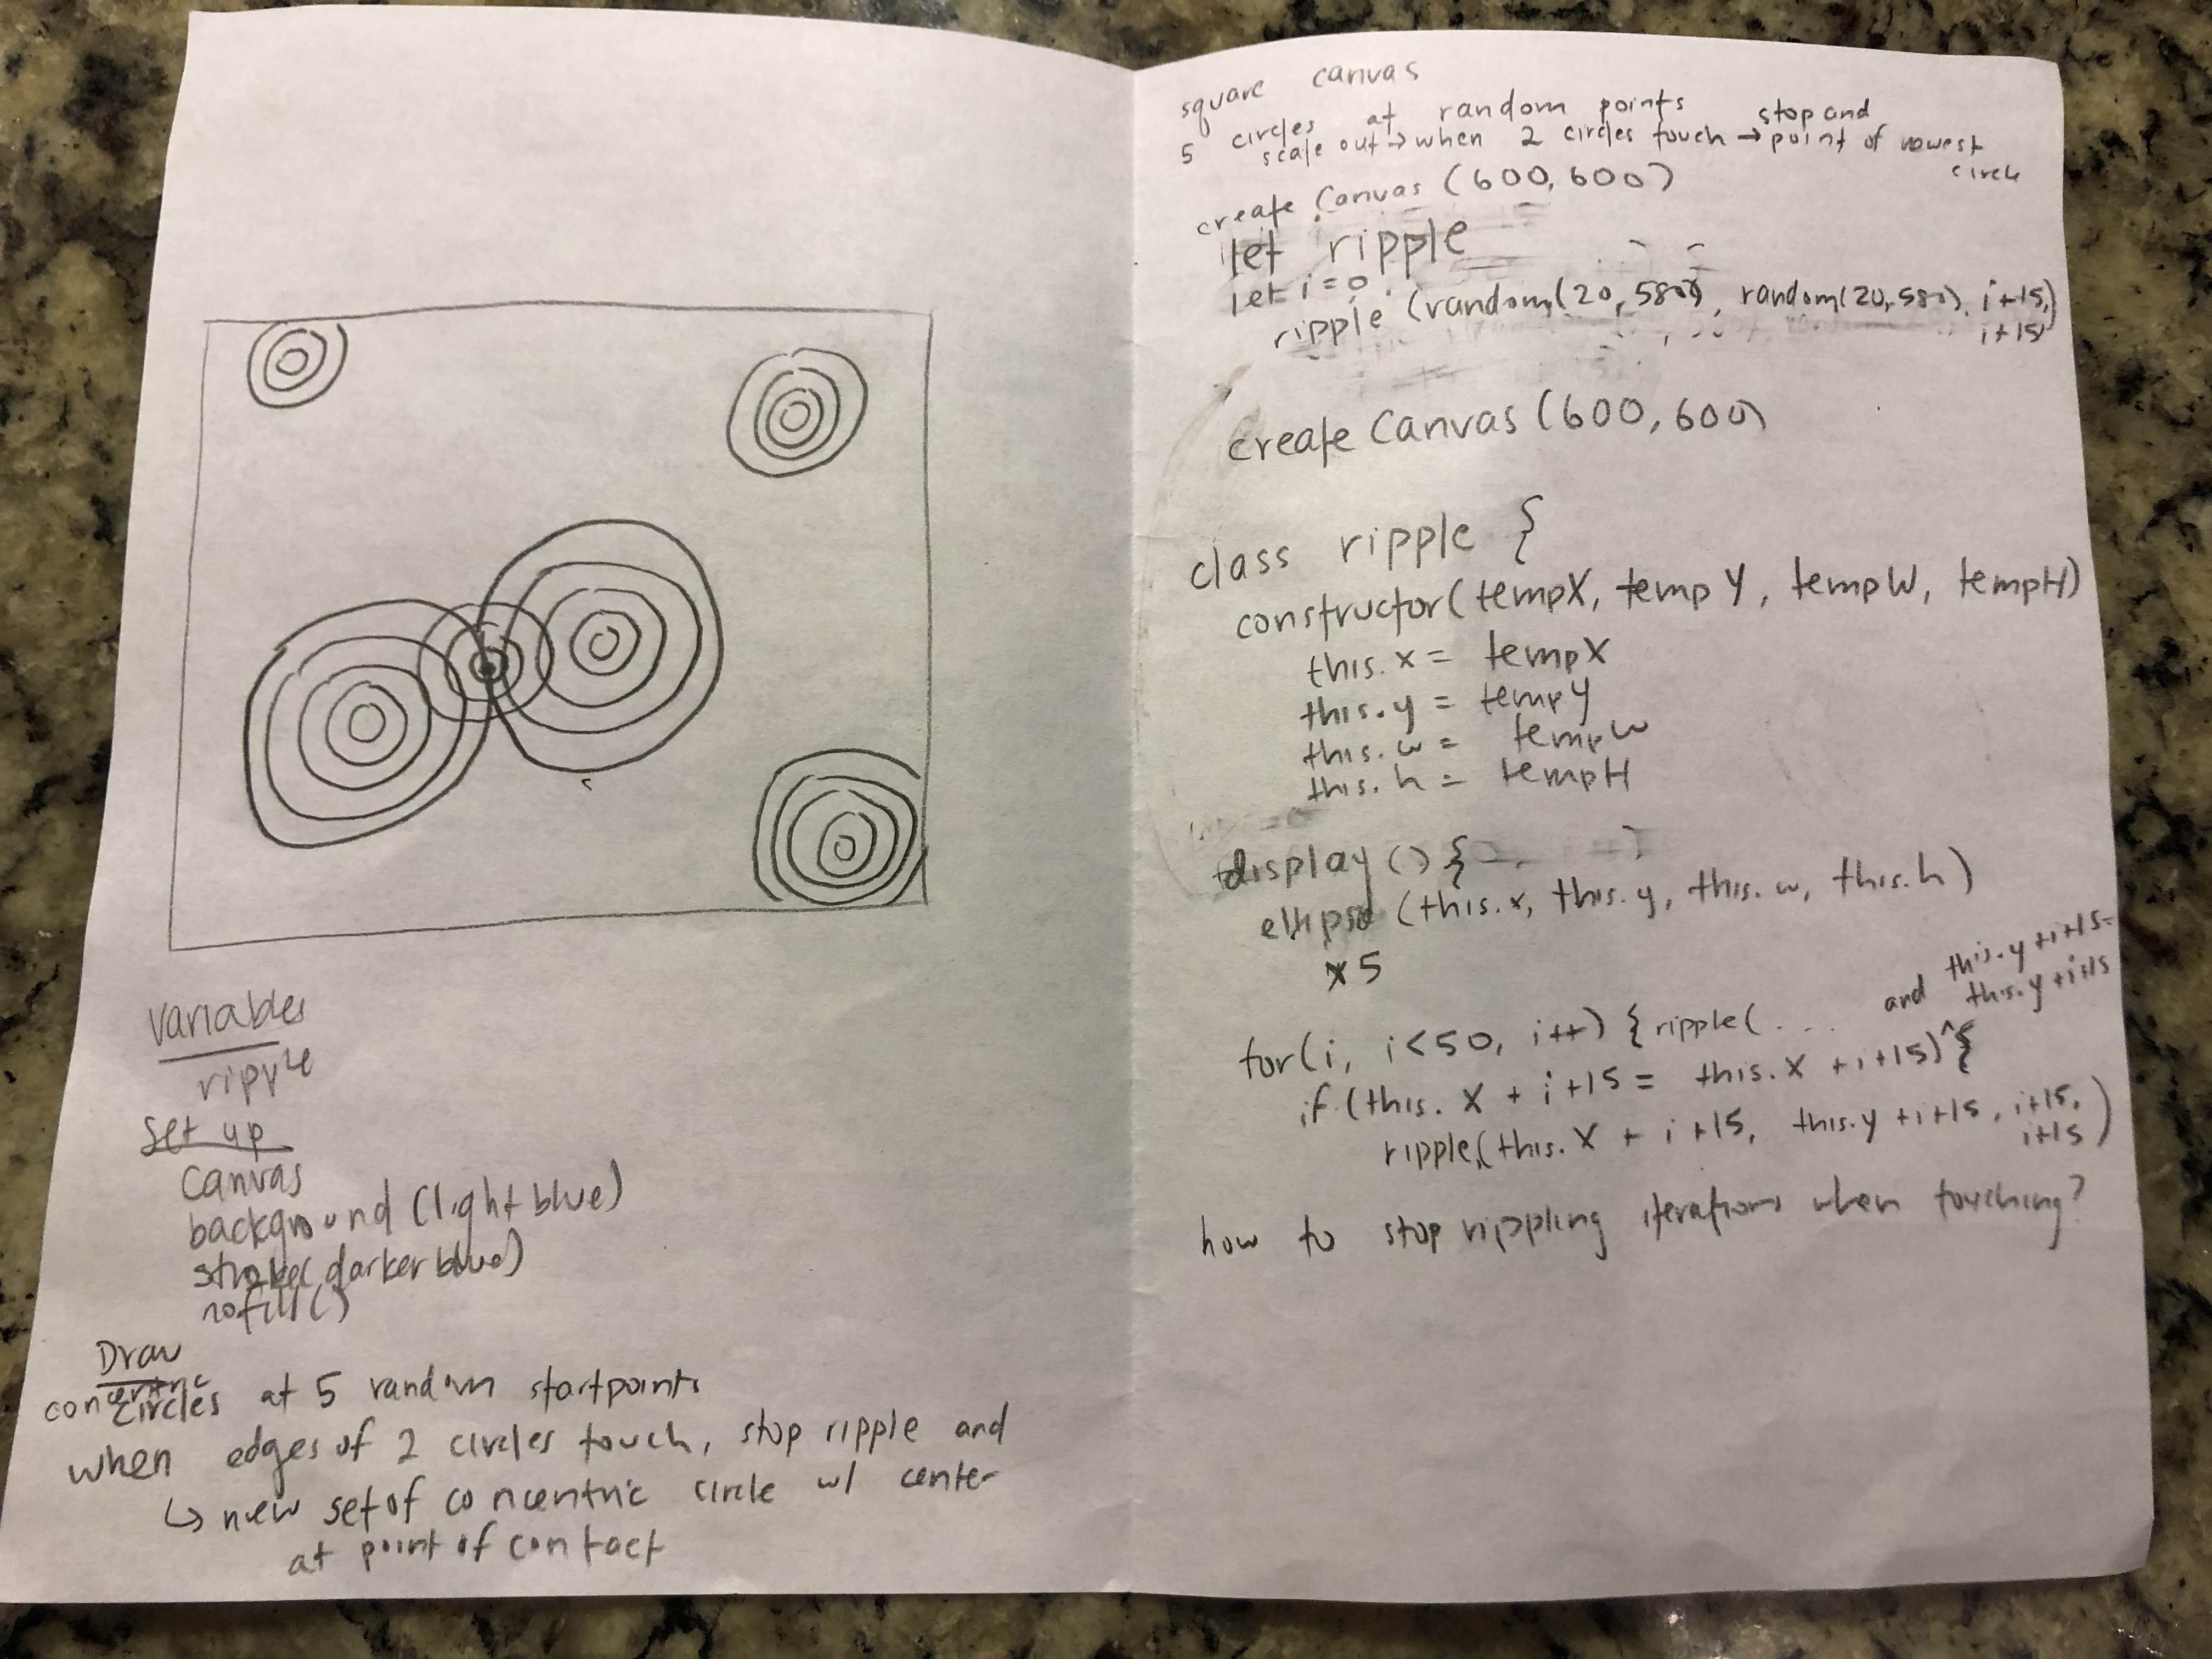 Variables
ripple
set up
Canvas
background (light blue)
stroke(darker blue)
nofill()
Draw
concentric
circles at 5 random startpoints
when edges of 2 circles touch, stop ripple and
↳ new set of concentric circle w/ center
at point of contact
canvas
square
5 circles at random points stop and
scale out → when 2 circles touch → point of
circle
create Canvas (600,600)
let ripple
let i=0;
ripple (random(20,580), random(20,580), i+15,
i+15)
create Canvas (600,600)
class ripple {
constructor(tempX, tempY, tempW, tempH)
this.x = tempX
this.y = tempY
this.w = tempW
this.h = tempH
display () {
ellipse (this.x, this.y, this.w, this.h)
x5
for(i, i<50, i++) { ripple(...
if (this.x + i+15 = this.x + i+15) {
and this.y+i+15=
this.y+i+15
ripple(this.x + i+15, this.y+i+15, i+15,
i+15)
how to stop rippling iterations when touching?